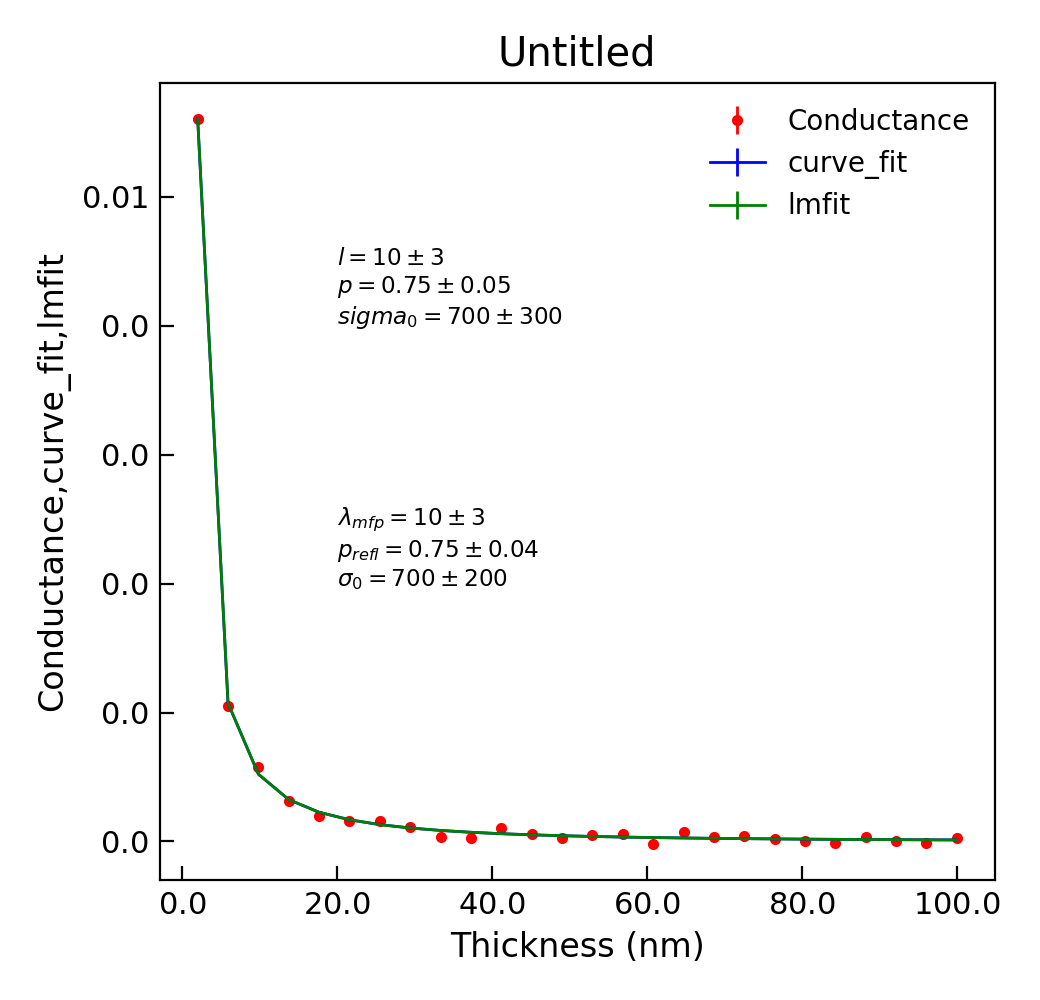 Untitled
Conductance
curve_fit
lmfit
0.01
0.0
0.0
0.0
0.0
0.0
Conductance,curve_fit,lmfit
l = 10 ± 3
p = 0.75 ± 0.05
sigma₀ = 700 ± 300
λ_mfp = 10 ± 3
p_refl = 0.75 ± 0.04
σ₀ = 700 ± 200
0.0 20.0 40.0 60.0 80.0 100.0
Thickness (nm)